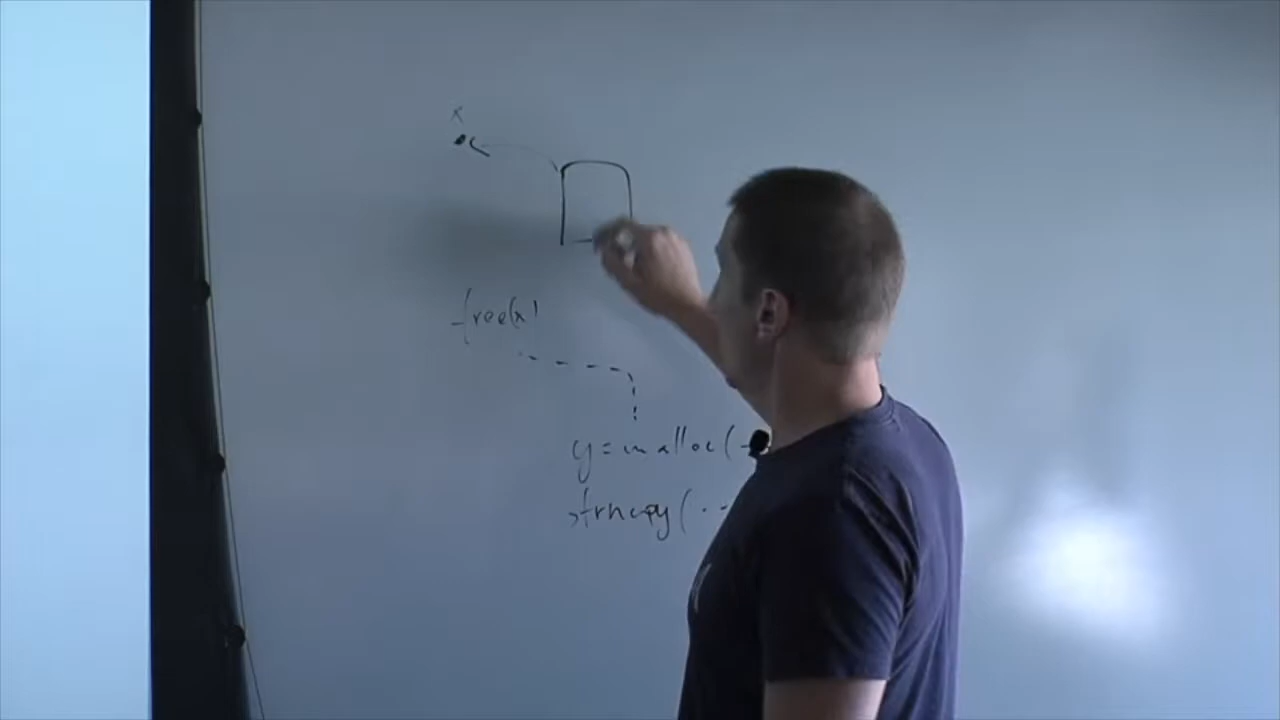 x
free(x)
y=malloc(-
strncpy(..-